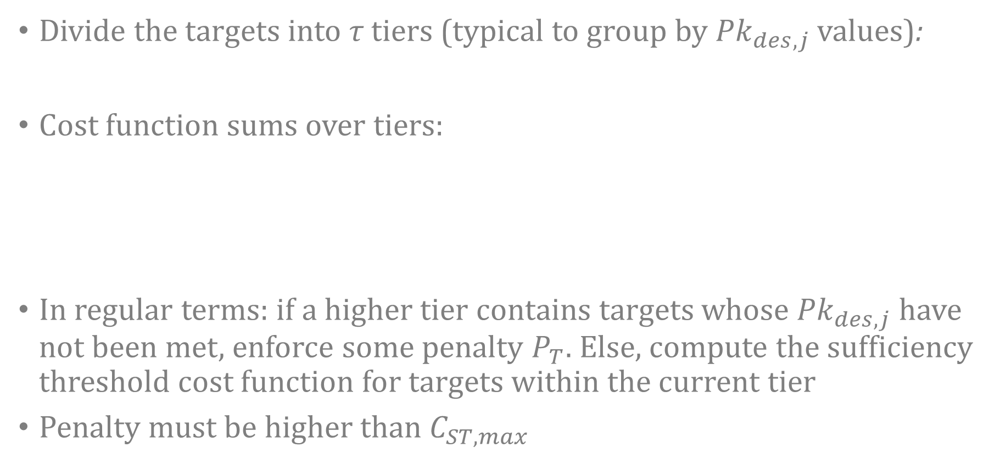 • Divide the targets into τ tiers (typical to group by Pk_{des,j} values):
• Cost function sums over tiers:
• In regular terms: if a higher tier contains targets whose Pk_{des,j} have
not been met, enforce some penalty P_T. Else, compute the sufficiency
threshold cost function for targets within the current tier
• Penalty must be higher than C_{ST,max}